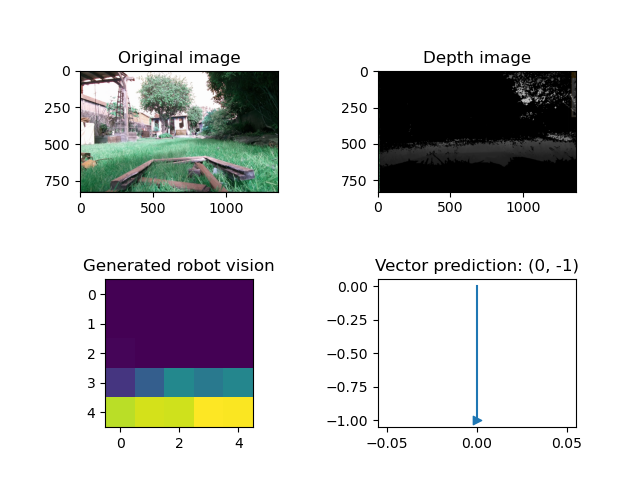 Original image
0
250
500
750
0 500 1000
Depth image
0
250
500
750
0 500 1000
Generated robot vision
0
1
2
3
4
0 2 4
Vector prediction: (0, -1)
0.00
−0.25
−0.50
−0.75
−1.00
−0.05 0.00 0.05